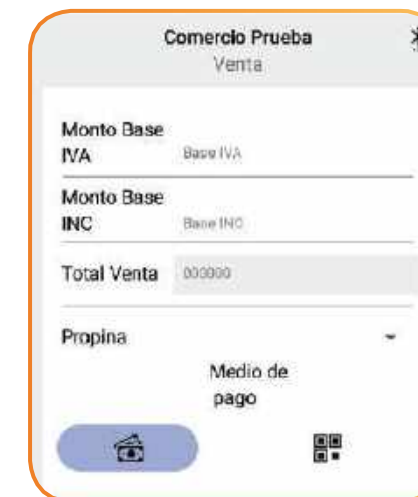 Comercio Prueba
Venta
Monto Base
IVA
Base IVA
Monto Base
INC
Base INC
Total Venta
000000
Propina
Medio de
pago